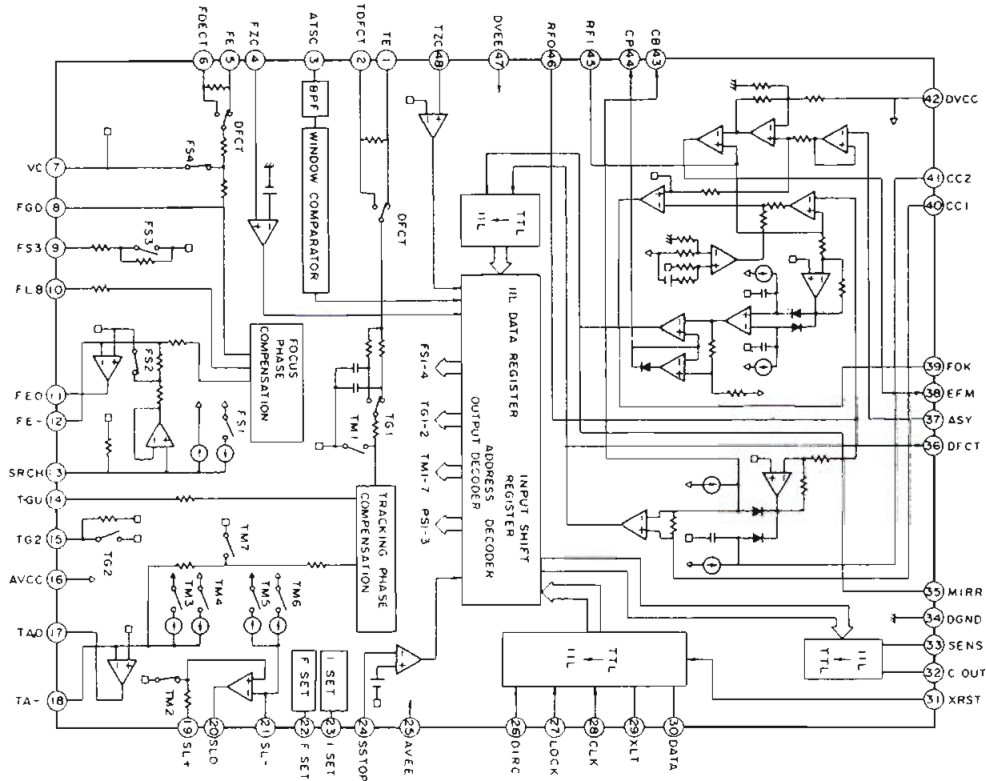 FDECT
6
FE
5
FZC
4
ATSC
3
TDFCT
2
TE
1
TZC
48
DVEE
47
RFO
46
RFI
45
CP
44
CB
43
42 DVCC
41 CC2
40 CC1
39 FOK
38 EFM
37 ASY
36 DFCT
35 MIRR
34 DGND
33 SENS
32 C OUT
31 XRST
VC 7
FGD 8
FS3 9
FLB 10
FEO 11
FE- 12
SRCH 13
TGU 14
TG2 15
AVCC 16
TAO 17
TA- 18
19 SL+
20 SLO
21 SL-
22 F SET
23 I SET
24 SSTOP
25 AVEE
26 DIRC
27 LOCK
28 CLK
29 XLT
30 DATA
BPF
WINDOW COMPARATOR
DFCT
DFCT
FS4
FS3
FS2
FS1
FOCUS
PHASE
COMPENSATION
TG1
TM1
TRACKING PHASE
COMPENSATION
TG2
TM7
TM3
TM4
TM5
TM6
TM2
F SET
I SET
TTL
IIL
IIL DATA REGISTER
INPUT SHIFT
REGISTER
ADDRESS DECODER
OUTPUT DECODER
FS1-4
TG1-2
TM1-7
PS1-3
TTL
IIL
IIL
TTL